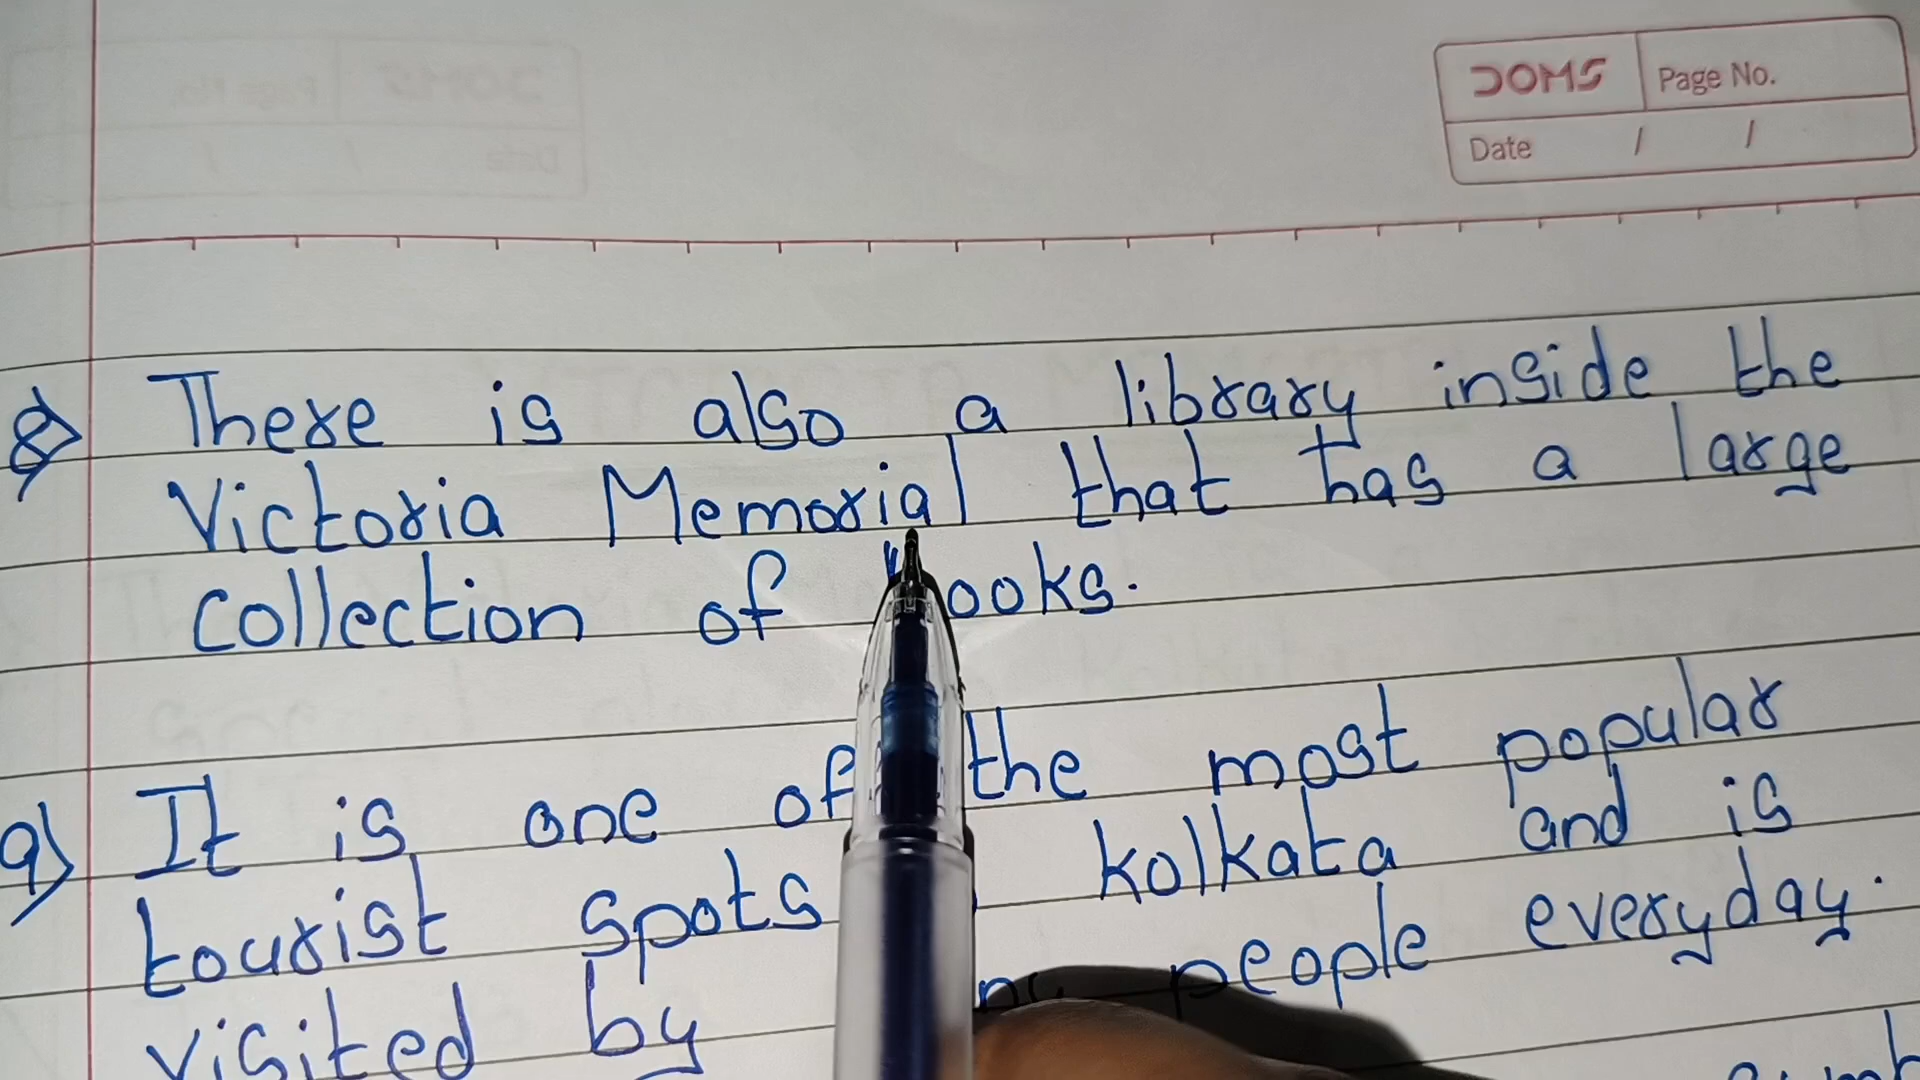 DOMS Page No.
Date / /
8) There is also a library inside the
Victoria Memorial that has a large
collection of books.
9) It is one of the most popular
tourist spots kolkata and is
visited by people everyday.